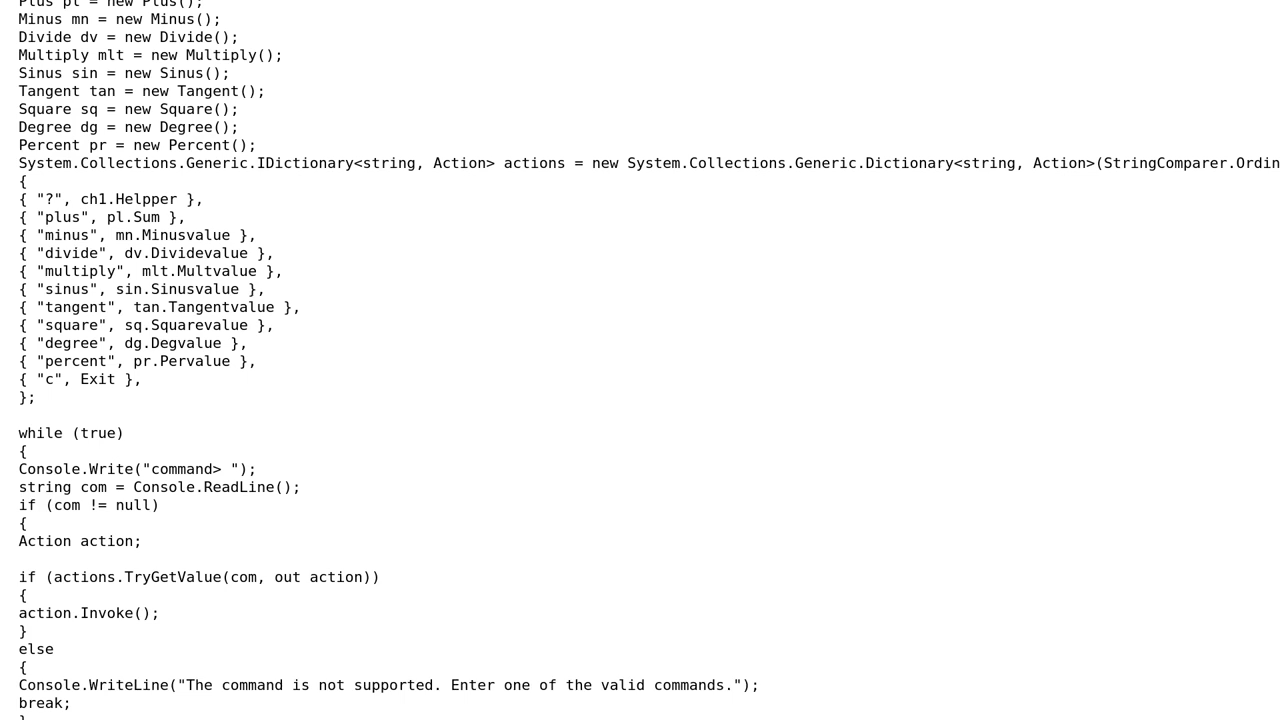 Plus pl = new Plus();
Minus mn = new Minus();
Divide dv = new Divide();
Multiply mlt = new Multiply();
Sinus sin = new Sinus();
Tangent tan = new Tangent();
Square sq = new Square();
Degree dg = new Degree();
Percent pr = new Percent();
System.Collections.Generic.IDictionary<string, Action> actions = new System.Collections.Generic.Dictionary<string, Action>(StringComparer.Ordin
{
{ "?", ch1.Helpper },
{ "plus", pl.Sum },
{ "minus", mn.Minusvalue },
{ "divide", dv.Dividevalue },
{ "multiply", mlt.Multvalue },
{ "sinus", sin.Sinusvalue },
{ "tangent", tan.Tangentvalue },
{ "square", sq.Squarevalue },
{ "degree", dg.Degvalue },
{ "percent", pr.Pervalue },
{ "c", Exit },
};
while (true)
{
Console.Write("command> ");
string com = Console.ReadLine();
if (com != null)
{
Action action;
if (actions.TryGetValue(com, out action))
{
action.Invoke();
}
else
{
Console.WriteLine("The command is not supported. Enter one of the valid commands.");
break;
}